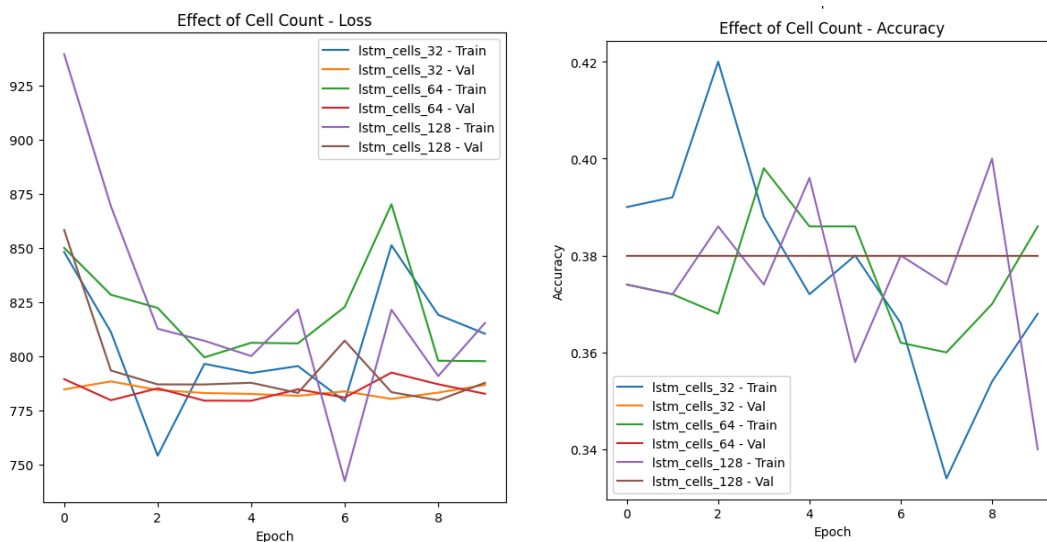 Effect of Cell Count - Loss
925
900
875
850
825
800
775
750
0
2
4
6
8
Epoch
lstm_cells_32 - Train
lstm_cells_32 - Val
lstm_cells_64 - Train
lstm_cells_64 - Val
lstm_cells_128 - Train
lstm_cells_128 - Val
Effect of Cell Count - Accuracy
Accuracy
0.42
0.40
0.38
0.36
0.34
0
2
4
6
8
Epoch
lstm_cells_32 - Train
lstm_cells_32 - Val
lstm_cells_64 - Train
lstm_cells_64 - Val
lstm_cells_128 - Train
lstm_cells_128 - Val